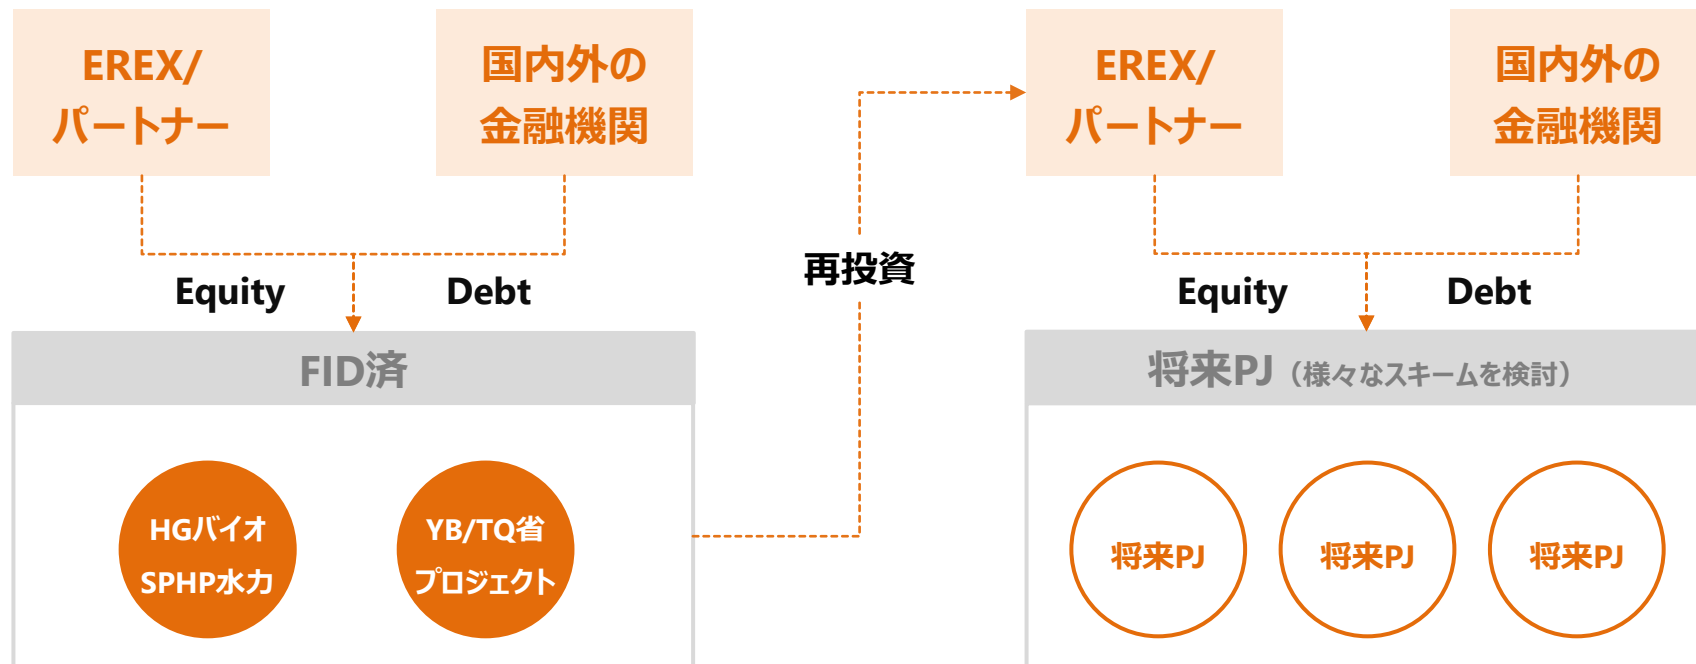 EREX/
パートナー
国内外の
金融機関
Equity
Debt
FID済
HGバイオ
SPHP水力
YB/TQ省
プロジェクト
再投資
EREX/
パートナー
国内外の
金融機関
Equity
Debt
将来PJ（様々なスキームを検討）
将来PJ
将来PJ
将来PJ